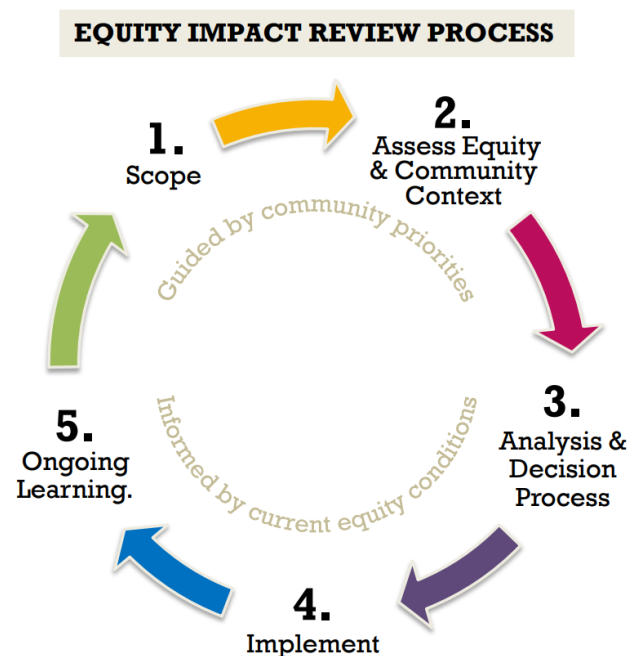 EQUITY IMPACT REVIEW PROCESS
1.
Scope
2.
Assess Equity
& Community
Context
Guided by community priorities
3.
Analysis &
Decision
Process
5.
Ongoing
Learning.
Informed by current equity conditions
4.
Implement